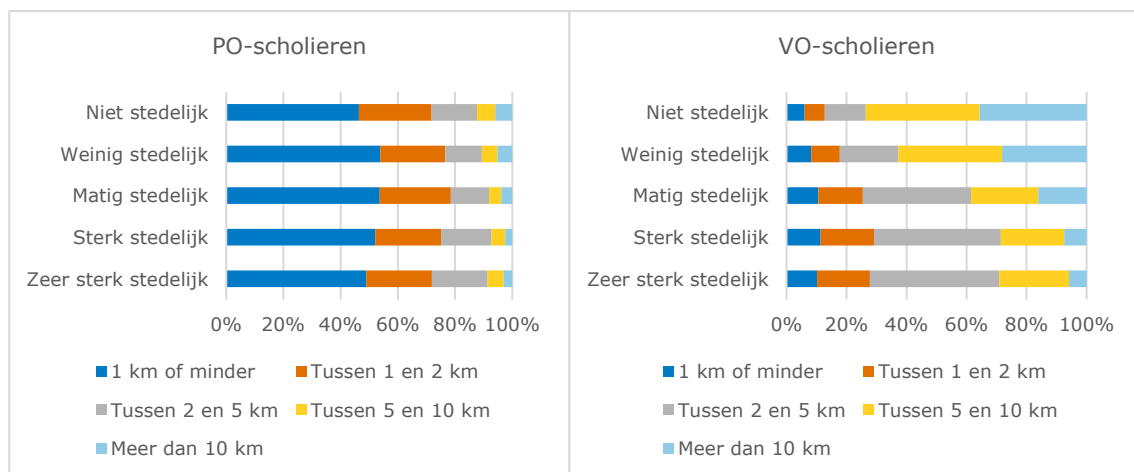 PO-scholieren
Niet stedelijk
Weinig stedelijk
Matig stedelijk
Sterk stedelijk
Zeer sterk stedelijk
0% 20% 40% 60% 80% 100%
1 km of minder Tussen 1 en 2 km
Tussen 2 en 5 km Tussen 5 en 10 km
Meer dan 10 km
VO-scholieren
Niet stedelijk
Weinig stedelijk
Matig stedelijk
Sterk stedelijk
Zeer sterk stedelijk
0% 20% 40% 60% 80% 100%
1 km of minder Tussen 1 en 2 km
Tussen 2 en 5 km Tussen 5 en 10 km
Meer dan 10 km